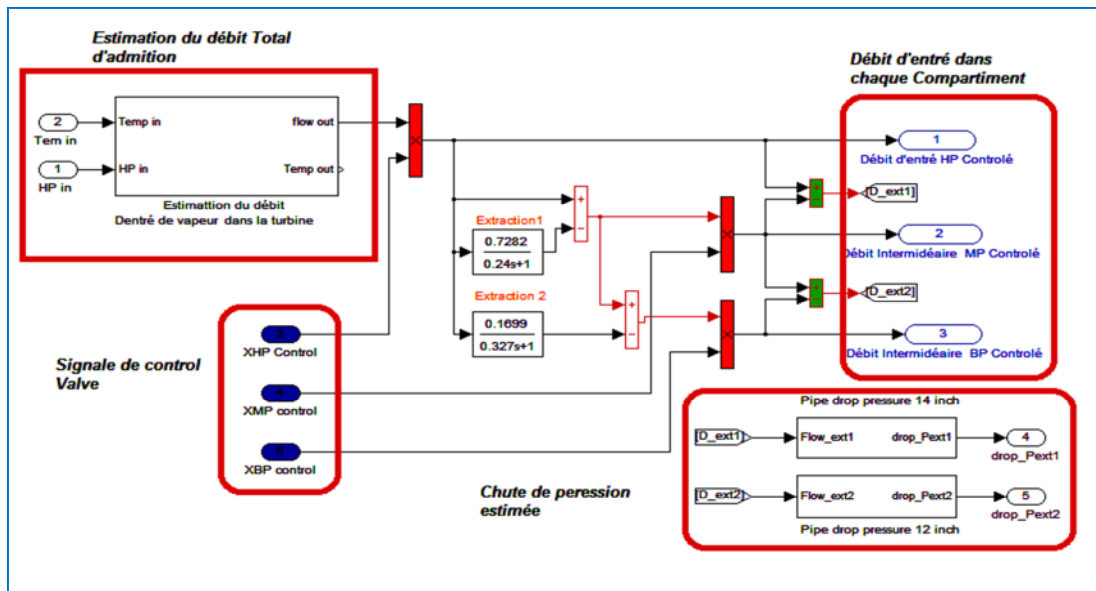 Estimation du débit Total
d'admition
2
Tem in
1
HP in
Temp in
flow out
HP in
Temp out
Estimattion du débit
Dentré de vapeur dans la turbine
Débit d'entré dans
chaque Compartiment
1
Débit d'entré HP Controlé
[D_ext1]
2
Débit Intermidéaire MP Controlé
[D_ext2]
3
Débit Intermidéaire BP Controlé
×
Extraction1
0.7282
0.24s+1
Extraction 2
0.1699
0.327s+1
+
−
+
−
×
×
+
−
+
−
Signale de control
Valve
XHP Control
XMP control
XBP control
Chute de peression
estimée
Pipe drop pressure 14 inch
[D_ext1]
Flow_ext1
drop_Pext1
4
drop_Pext1
[D_ext2]
Flow_ext2
drop_Pext2
5
drop_Pext2
Pipe drop pressure 12 inch